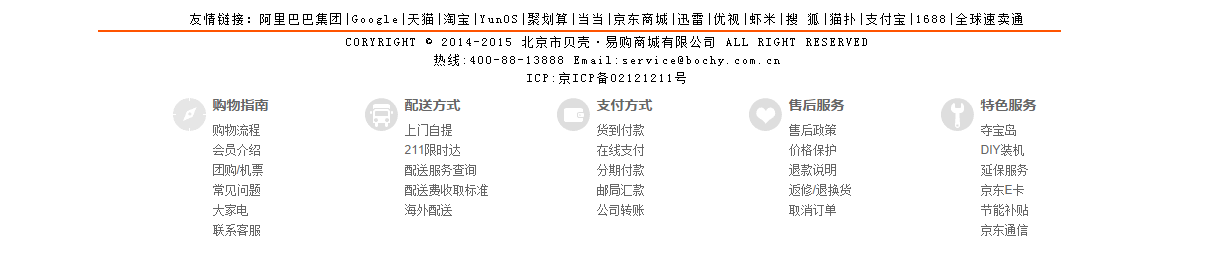 友情链接: 阿里巴巴集团|Google|天猫|淘宝|YunOS|聚划算|当当|京东商城|迅雷|优视|虾米|搜 狐|猫扑|支付宝|1688|全球速卖通
CORYRIGHT © 2014-2015 北京市贝壳·易购商城有限公司 ALL RIGHT RESERVED
热线:400-88-13888 Email:service@bochy.com.cn
ICP:京ICP备02121211号
购物指南
购物流程
会员介绍
团购/机票
常见问题
大家电
联系客服
配送方式
上门自提
211限时达
配送服务查询
配送费收取标准
海外配送
支付方式
货到付款
在线支付
分期付款
邮局汇款
公司转账
售后服务
售后政策
价格保护
退款说明
返修/退换货
取消订单
特色服务
夺宝岛
DIY装机
延保服务
京东E卡
节能补贴
京东通信